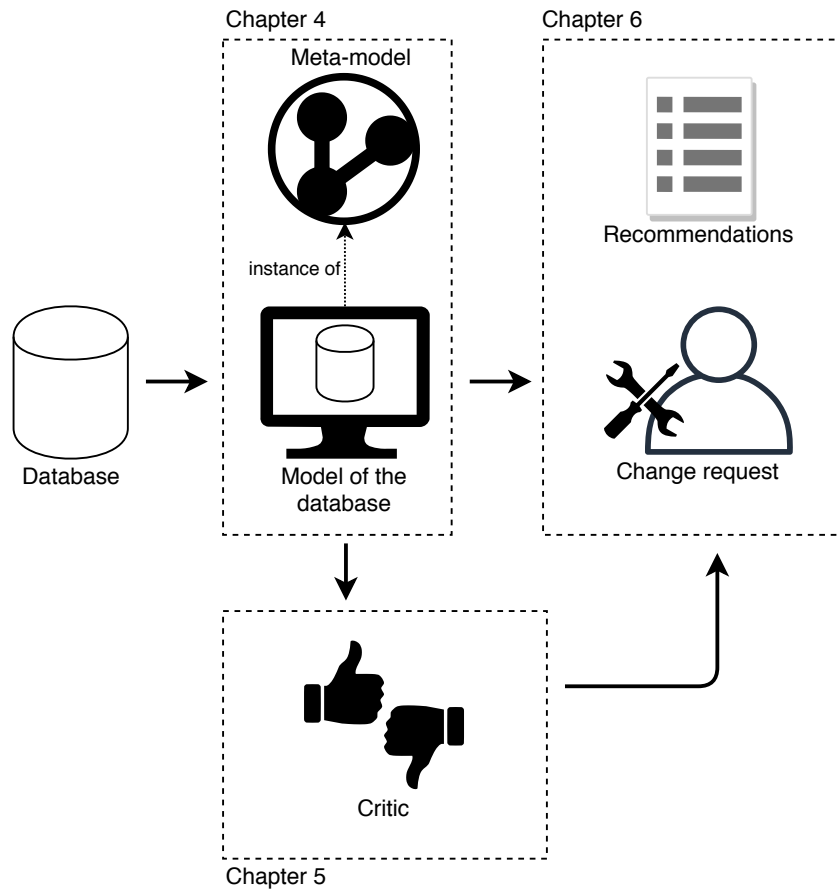 Chapter 4
Chapter 6
Meta-model
Recommendations
instance of
Database
Model of the
database
Change request
Critic
Chapter 5